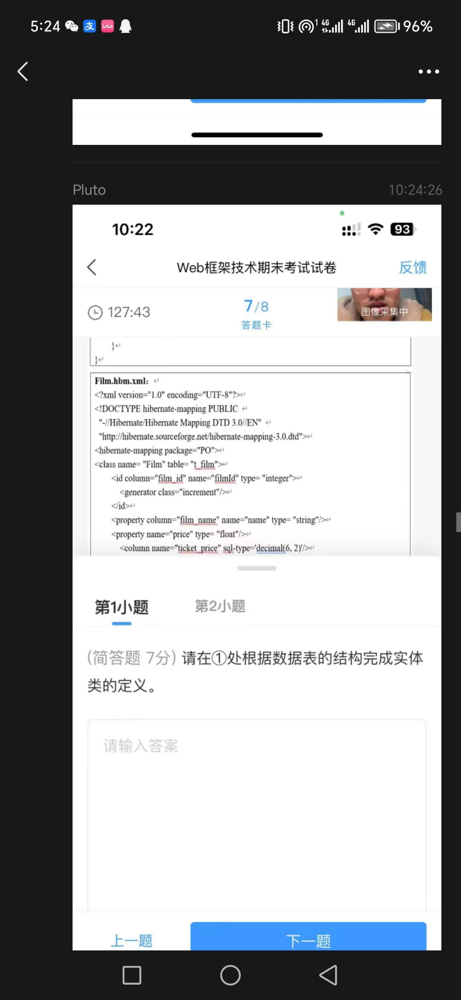 5:24
支
bilibili
1 4G 4G 96%
Pluto
10:24:26
10:22
93
Web框架技术期末考试试卷
反馈
127:43
7/8
答题卡
图像采集中
}↵
}↵
Film.hbm.xml: ↵
<?xml version="1.0" encoding="UTF-8"?>↵
<!DOCTYPE hibernate-mapping PUBLIC ↵
"-//Hibernate/Hibernate Mapping DTD 3.0//EN" ↵
"http://hibernate.sourceforge.net/hibernate-mapping-3.0.dtd">↵
<hibernate-mapping package="PO">↵
<class name= "Film" table= "t_film">↵
<id column="film_id" name="filmId" type= "integer">↵
<generator class="increment"/>↵
</id>↵
<property column="film_name" name="name" type= "string"/>↵
<property name="price" type= "float"/>↵
<column name="ticket_price" sql-type='decimal(6, 2)'/>↵
第1小题
第2小题
(简答题 7分) 请在①处根据数据表的结构完成实体
类的定义。
请输入答案
上一题
下一题